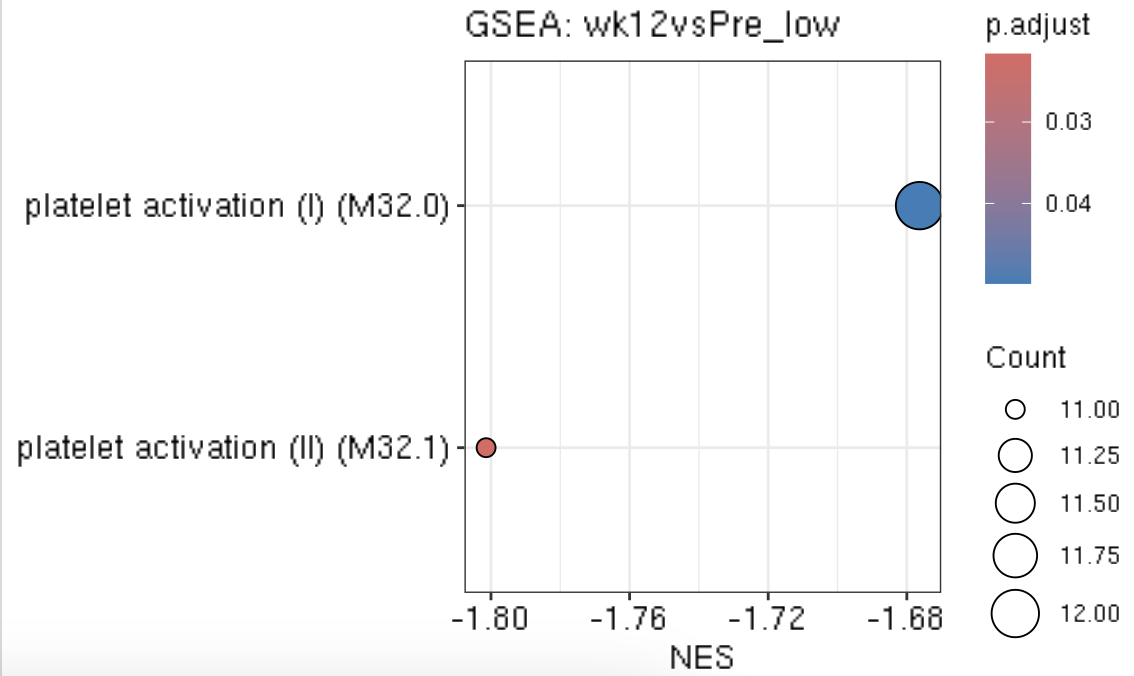 GSEA: wk12vsPre_low
platelet activation (I) (M32.0)
platelet activation (II) (M32.1)
-1.80
-1.76
-1.72
-1.68
NES
p.adjust
0.03
0.04
Count
11.00
11.25
11.50
11.75
12.00